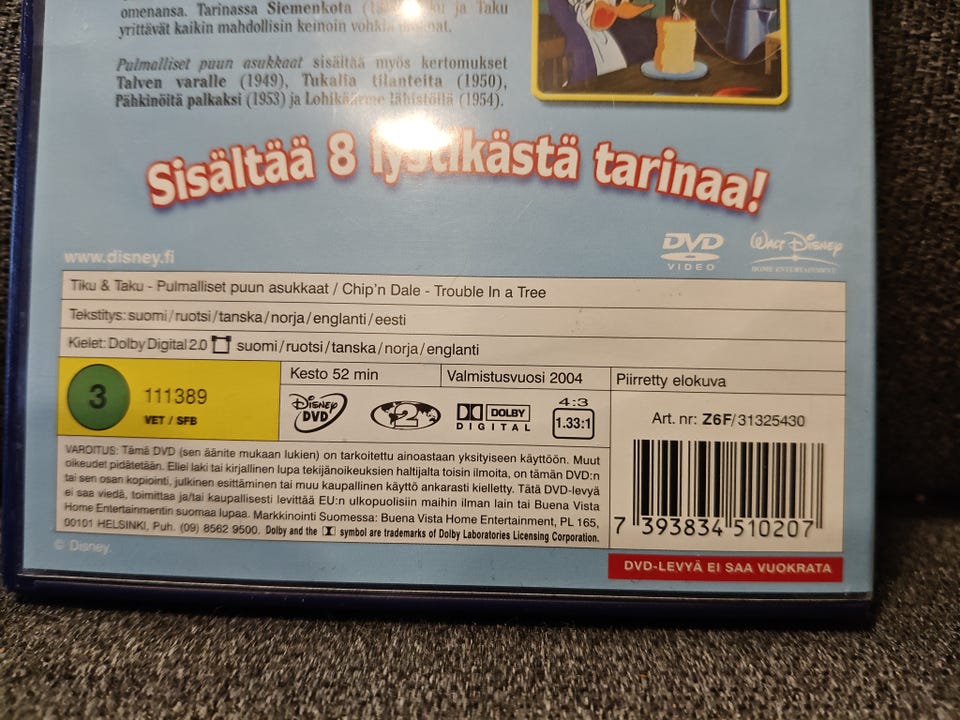 omenansa. Tarinassa Siemenkota ja Taku
yrittävät kaikin mahdollisin keinoin
Pulmalliset puun asukkaat sisältää myös kertomukset
Talven varalle (1949), Tukalia tilanteita (1950),
Pähkinöitä palkaksi (1953) ja Lohikäärme lähistöllä (1954).
Sisältää 8 lystikästä tarinaa!
www.disney.fi
DVD
VIDEO
Walt Disney
HOME ENTERTAINMENT
Tiku & Taku - Pulmalliset puun asukkaat / Chip'n Dale - Trouble In a Tree
Tekstitys: suomi/ruotsi/tanska/norja/englanti/eesti
Kielet: Dolby Digital 2.0 suomi/ruotsi/tanska/norja/englanti
3
111389
VET / SFB
Kesto 52 min
Valmistusvuosi 2004
Piirretty elokuva
Disney
DVD
2
DOLBY
DIGITAL
4:3
1.33:1
Art. nr: Z6F/31325430
VAROITUS: Tämä DVD (sen äänite mukaan lukien) on tarkoitettu ainoastaan yksityiseen käyttöön. Muut
oikeudet pidätetään. Ellei laki tai kirjallinen lupa tekijänoikeuksien haltijalta toisin ilmoita, on tämän DVD:n
tai sen osan kopiointi, julkinen esittäminen tai muu kaupallinen käyttö ankarasti kielletty. Tätä DVD-levyä
ei saa viedä, toimittaa ja/tai kaupallisesti levittää EU:n ulkopuolisiin maihin ilman lain tai Buena Vista
Home Entertainmentin suomaa lupaa. Markkinointi Suomessa: Buena Vista Home Entertainment, PL 165,
00101 HELSINKI, Puh. (09) 8562 9500. Dolby and the symbol are trademarks of Dolby Laboratories Licensing Corporation.
7 393834 510207
© Disney.
DVD-LEVYÄ EI SAA VUOKRATA